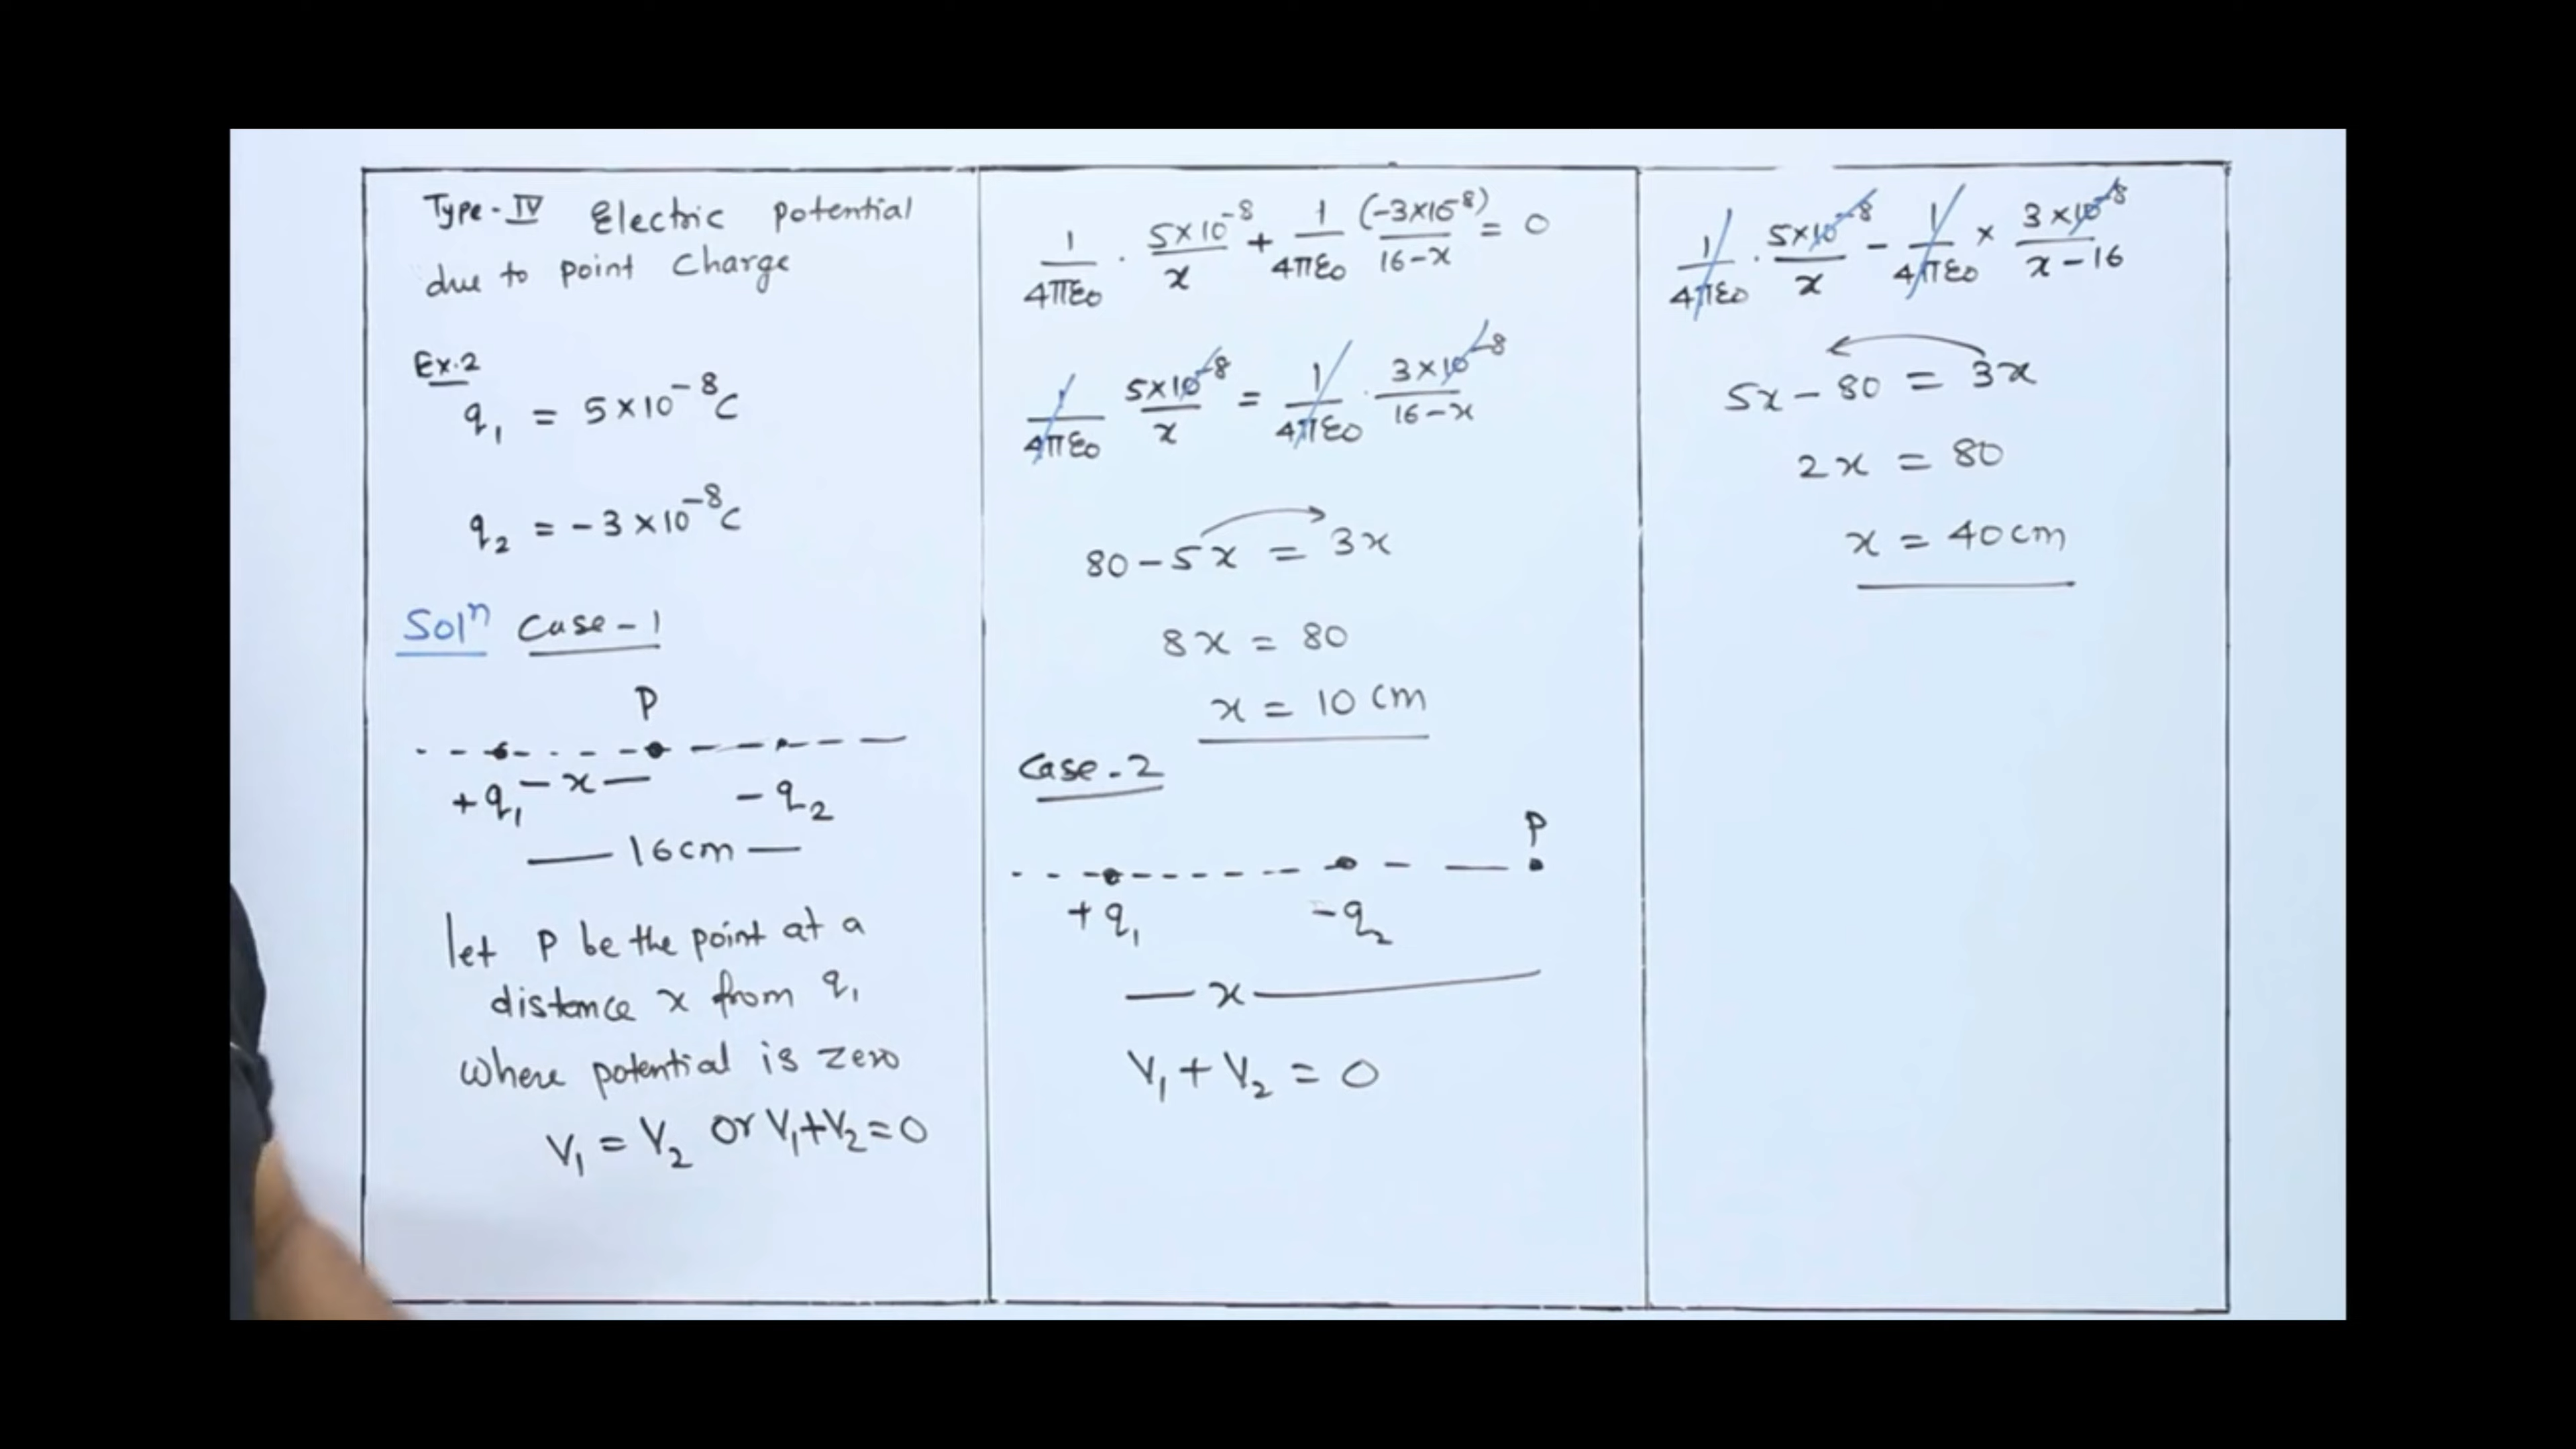 Type-IV Electric potential
due to point charge
Ex.2
q₁ = 5×10⁻⁸C
q₂ = -3×10⁻⁸C
Solⁿ Case-1
P
+q₁ -x- -q₂
16cm
let P be the point at a
distance x from q₁
where potential is zero
V₁ = V₂ or V₁+V₂=0
1/4πε₀ · 5×10⁻⁸/x + 1/4πε₀ (-3×10⁻⁸)/16-x = 0
1/4πε₀ 5×10⁻⁸/x = 1/4πε₀ · 3×10⁻⁸/16-x
80-5x = 3x
8x = 80
x = 10 cm
Case-2
P
+q₁ -q₂
x
V₁+V₂ = 0
1/4πε₀ · 5×10⁻⁸/x - 1/4πε₀ × 3×10⁻⁸/x-16
5x-80 = 3x
2x = 80
x = 40cm